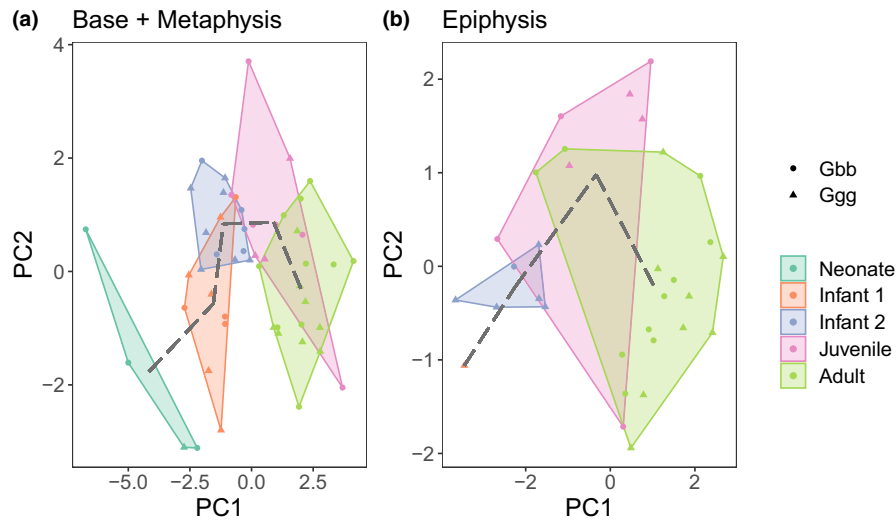 (a) Base + Metaphysis
4
2
0
−2
PC2
−5.0 −2.5 0.0 2.5
PC1
(b) Epiphysis
2
1
0
−1
−2
PC2
−2 0 2
PC1
Gbb
Ggg
Neonate
Infant 1
Infant 2
Juvenile
Adult